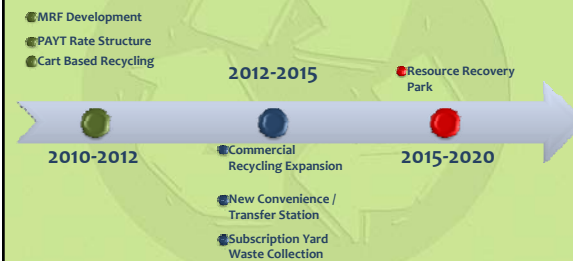 MRF Development
PAYT Rate Structure
Cart Based Recycling
2012-2015
Resource Recovery
Park
2010-2012
Commercial
Recycling Expansion
2015-2020
New Convenience /
Transfer Station
Subscription Yard
Waste Collection